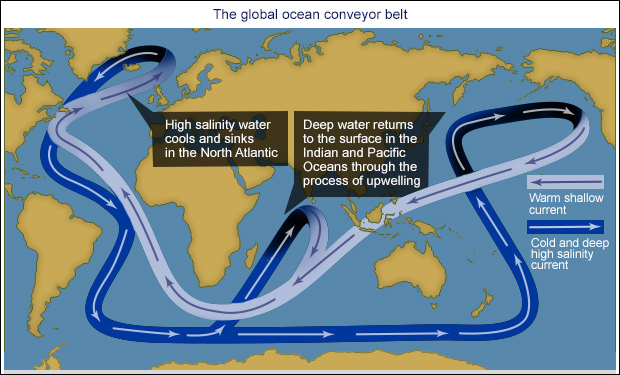 The global ocean conveyor belt
High salinity water
cools and sinks
in the North Atlantic
Deep water returns
to the surface in the
Indian and Pacific
Oceans through the
process of upwelling
Warm shallow
current
Cold and deep
high salinity
current